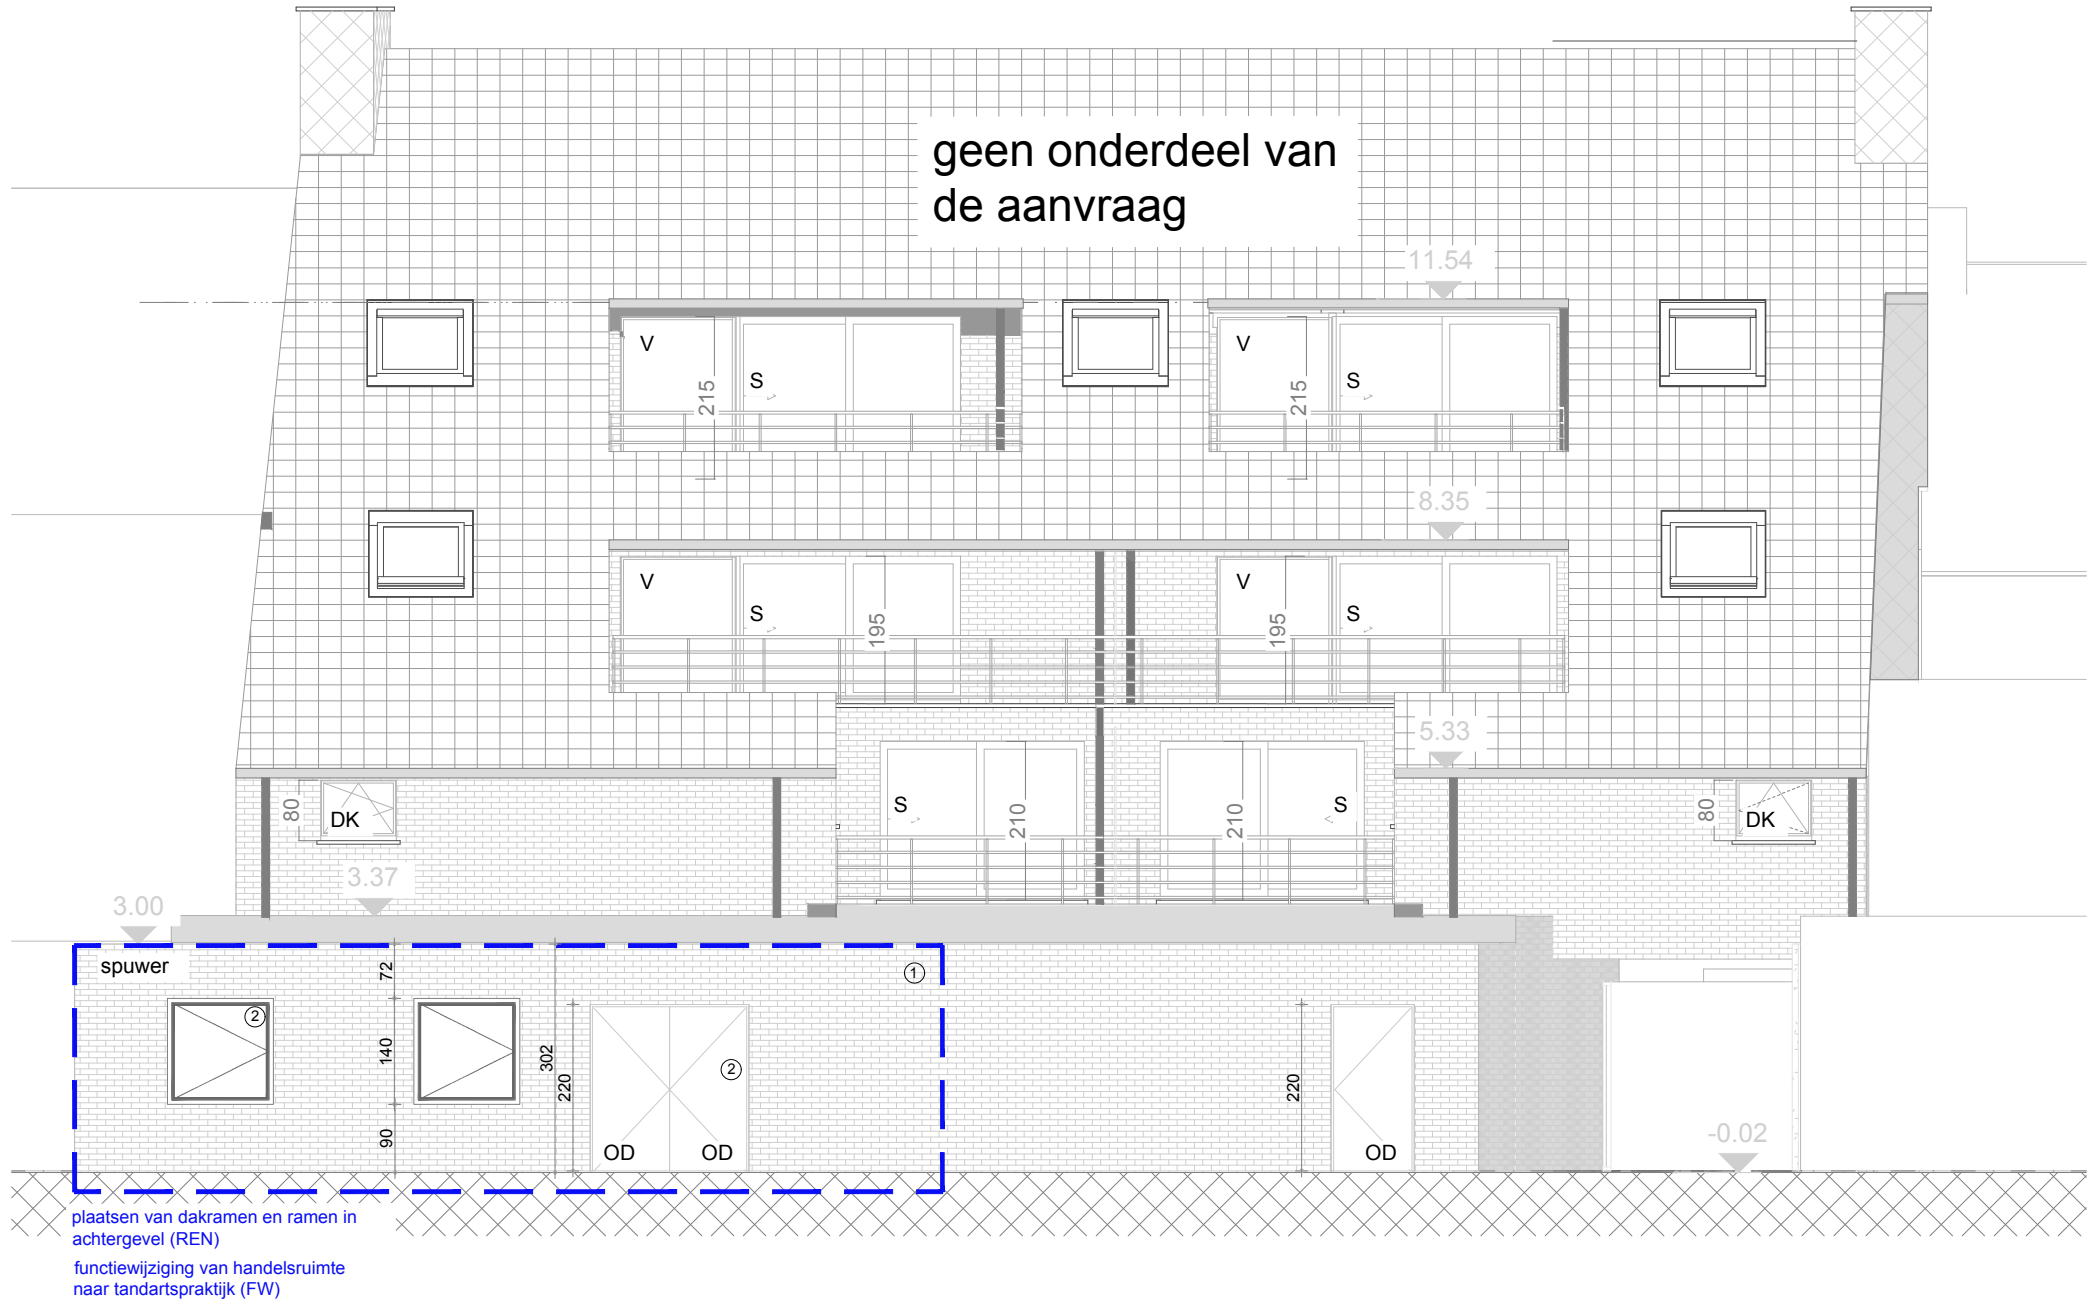 geen onderdeel van
de aanvraag
11.54
V
S
215
V
S
215
8.35
V
S
195
V
S
195
5.33
80
DK
S
210
210
S
80
DK
3.37
3.00
spuwer
72
1
2
140
302
220
2
90
OD
OD
220
OD
-0.02
plaatsen van dakramen en ramen in
achtergevel (REN)
functiewijziging van handelsruimte
naar tandartspraktijk (FW)